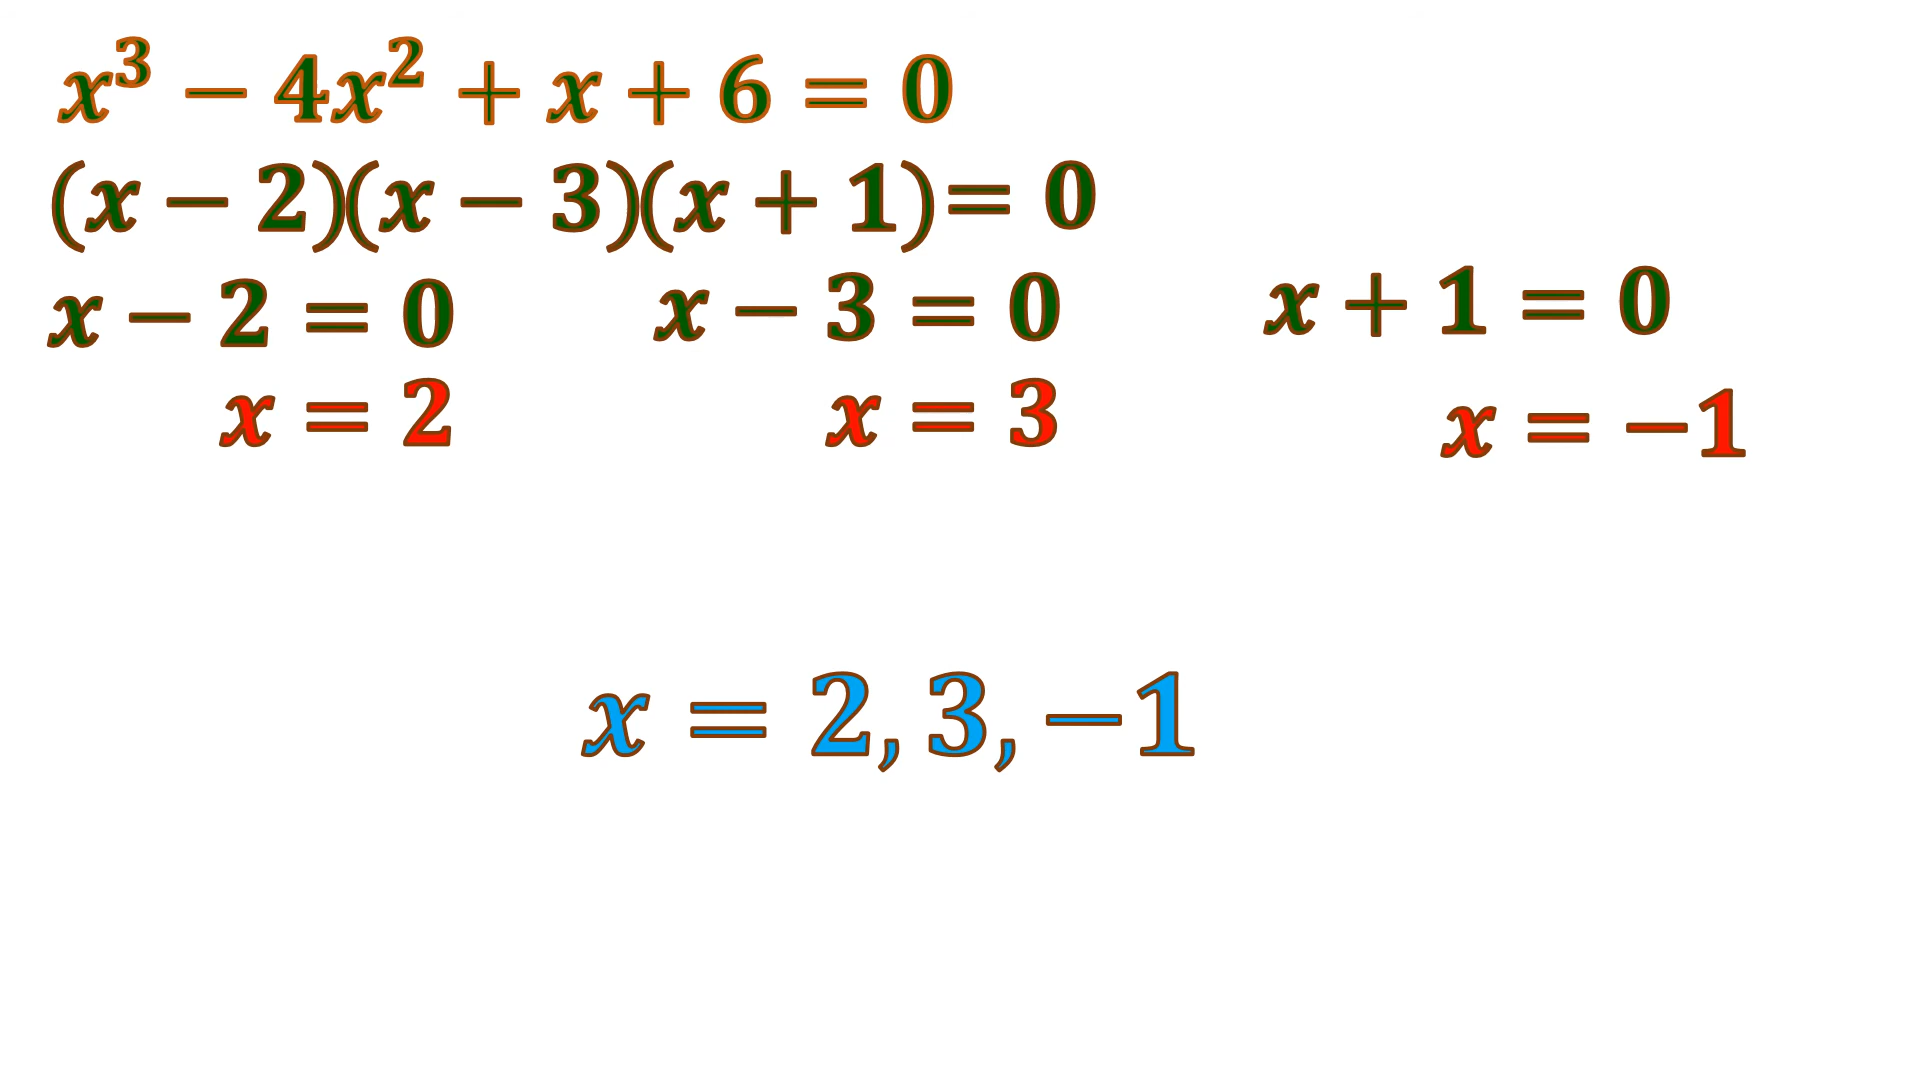 x³ − 4x² + x + 6 = 0
(x − 2)(x − 3)(x + 1) = 0
x − 2 = 0 x − 3 = 0 x + 1 = 0
x = 2 x = 3 x = −1
x = 2, 3, −1